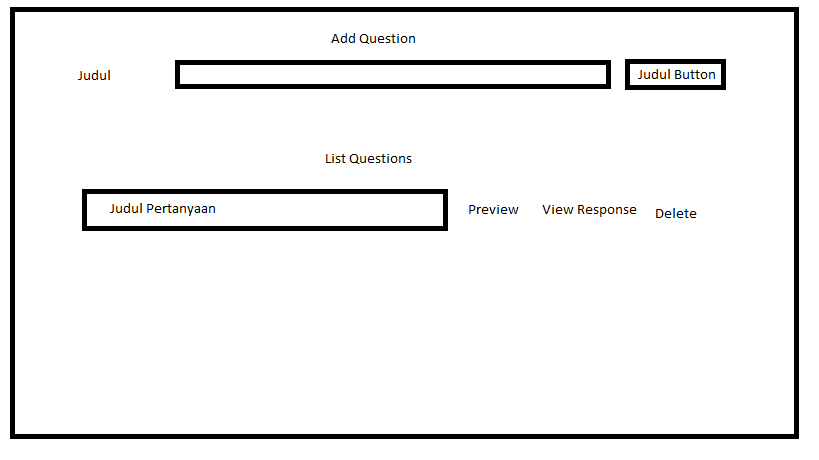 Add Question
Judul
Judul Button
List Questions
Judul Pertanyaan
Preview
View Response
Delete